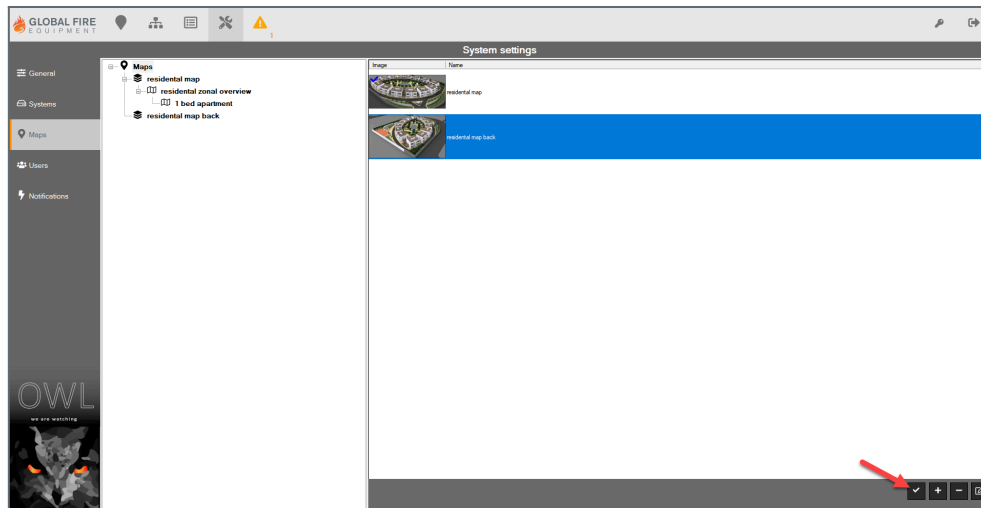 GLOBAL FIRE
EQUIPMENT
1
System settings
General
Systems
Maps
Users
Notifications
Maps
residental map
residental zonal overview
1 bed apartment
residental map back
Image Name
residental map
residental map back
OWL
we are watching